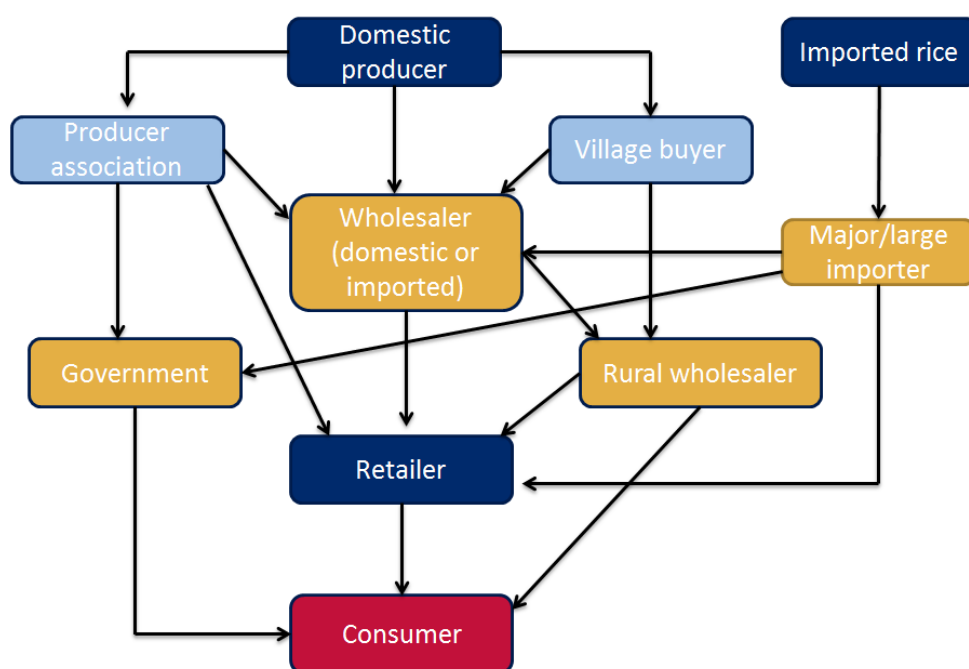 Domestic
producer
Imported rice
Producer
association
Village buyer
Wholesaler
(domestic or
imported)
Major/large
importer
Government
Rural wholesaler
Retailer
Consumer